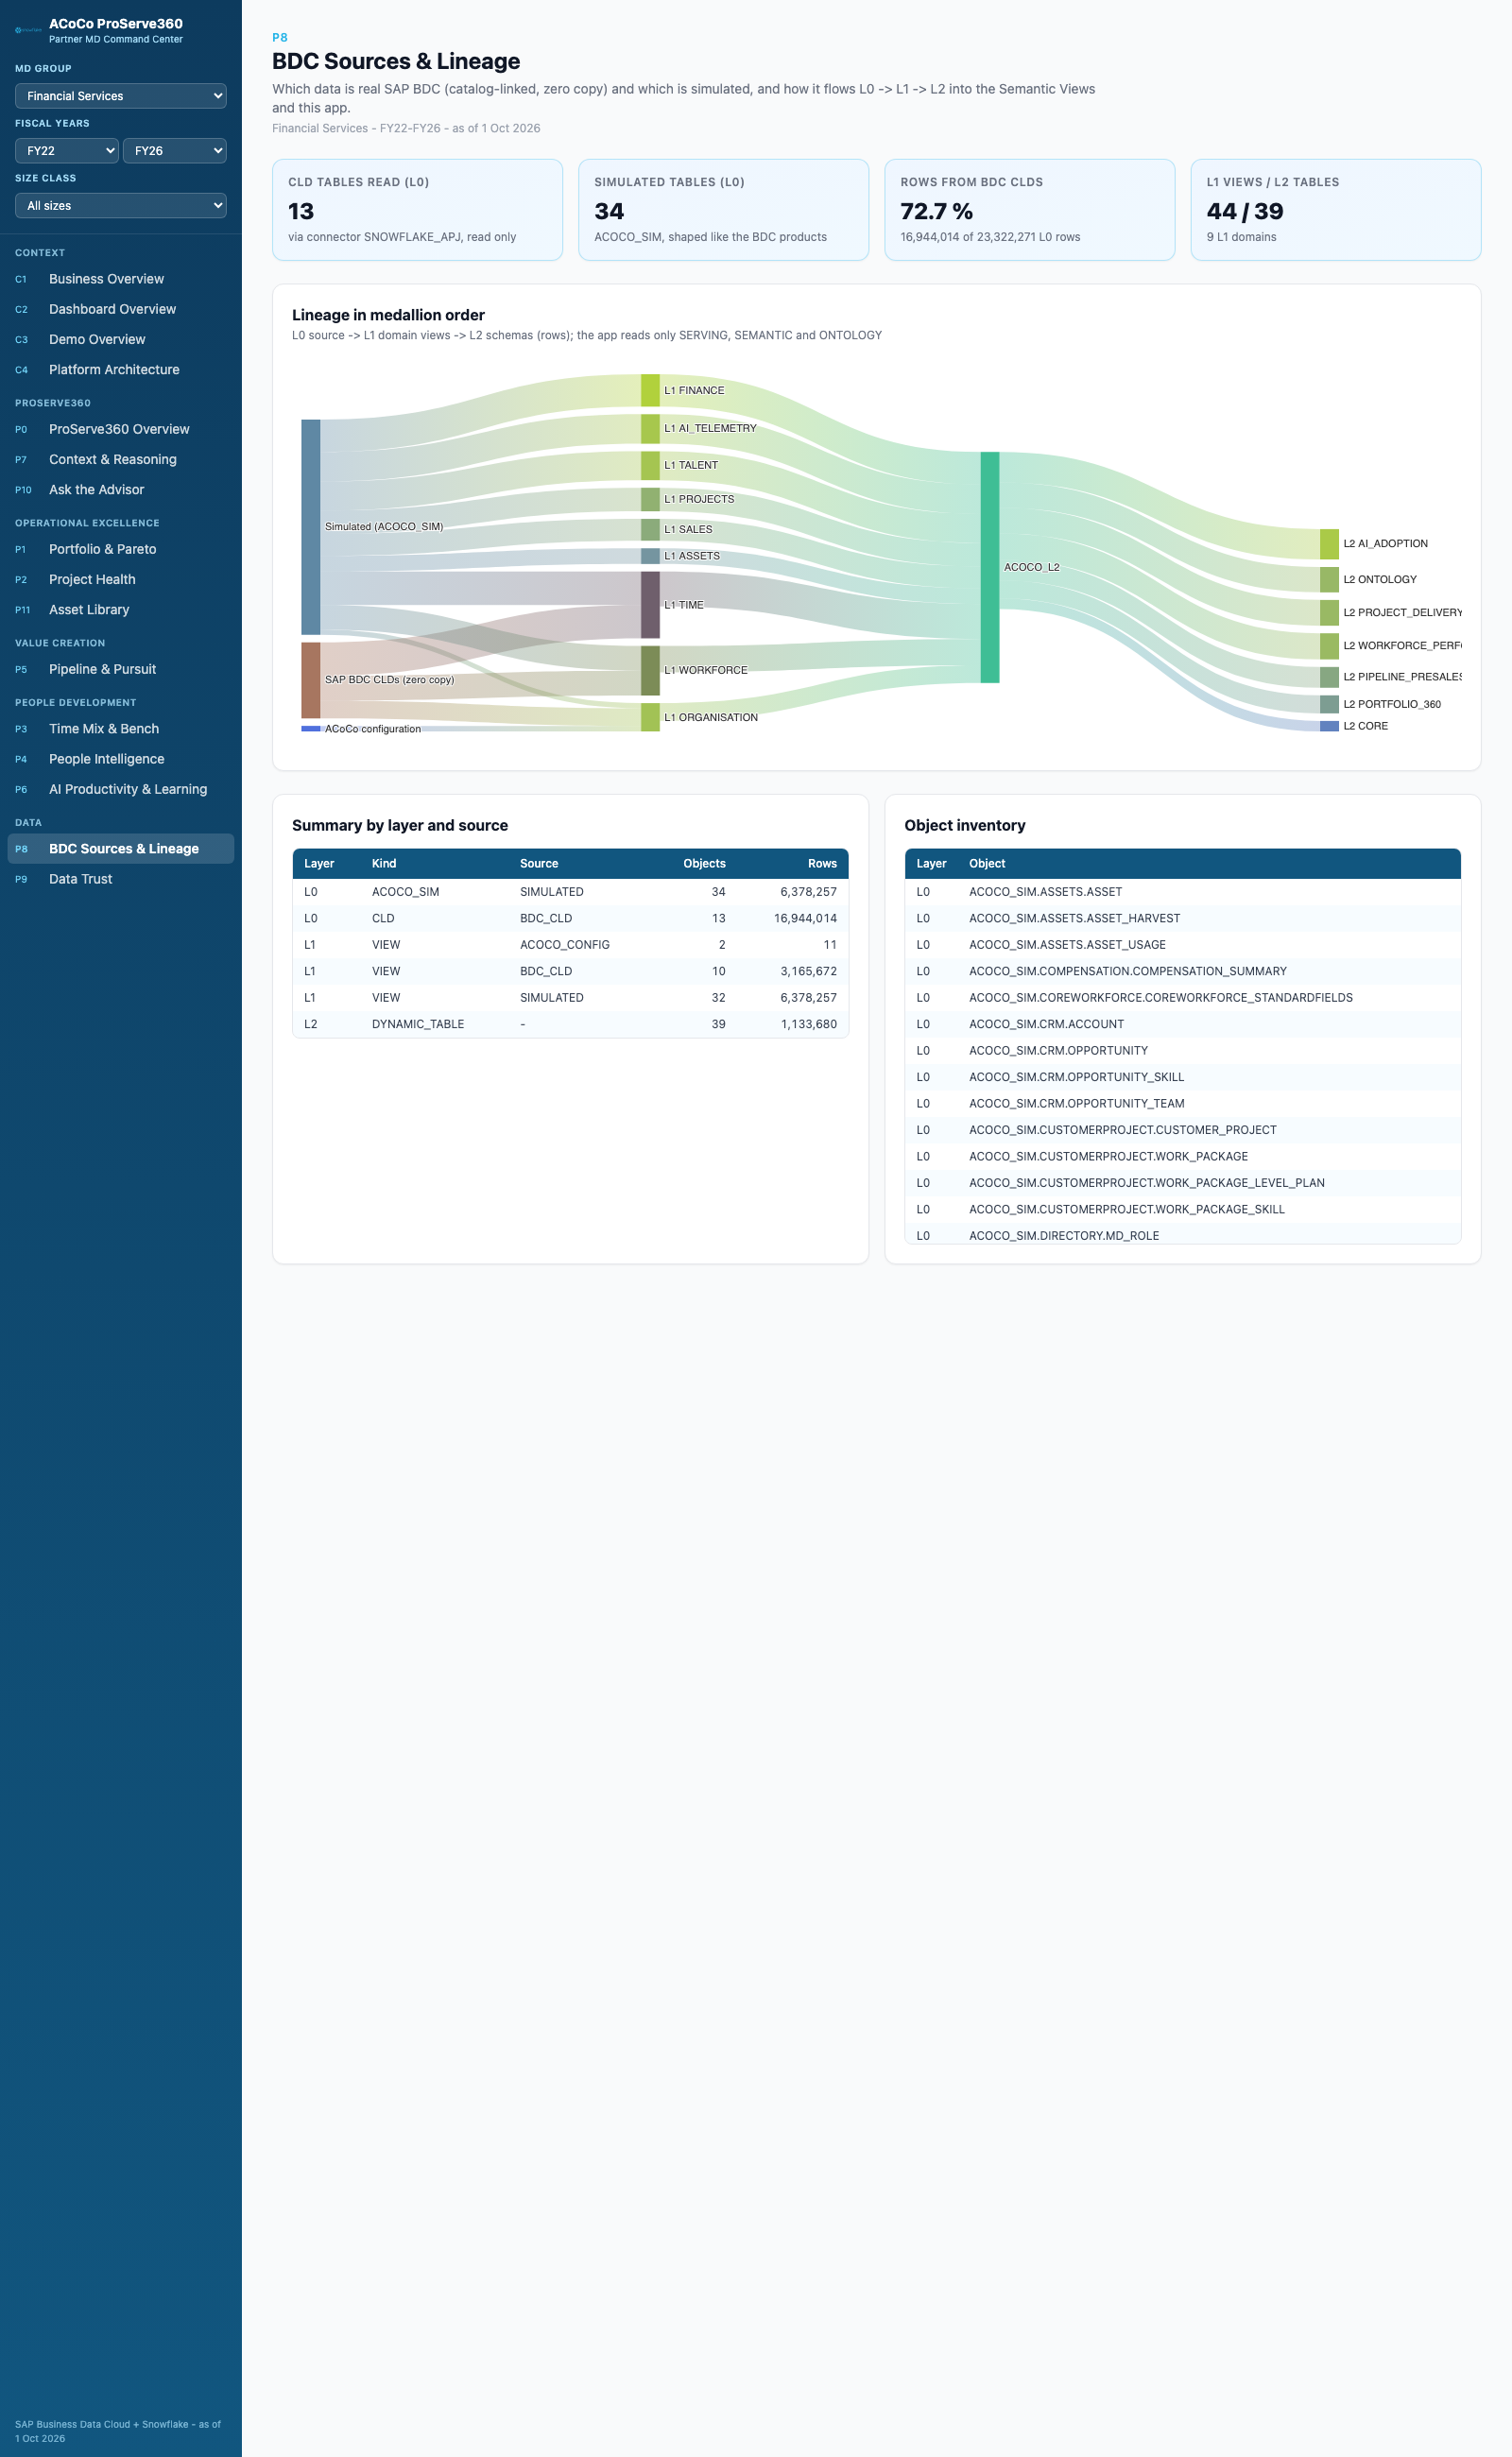 ACoCo ProServe360
Partner MD Command Center
MD GROUP
Financial Services
FISCAL YEARS
FY22 FY26
SIZE CLASS
All sizes
CONTEXT
C1 Business Overview
C2 Dashboard Overview
C3 Demo Overview
C4 Platform Architecture
PROSERVE360
P0 ProServe360 Overview
P7 Context & Reasoning
P10 Ask the Advisor
OPERATIONAL EXCELLENCE
P1 Portfolio & Pareto
P2 Project Health
P11 Asset Library
VALUE CREATION
P5 Pipeline & Pursuit
PEOPLE DEVELOPMENT
P3 Time Mix & Bench
P4 People Intelligence
P6 AI Productivity & Learning
DATA
P8 BDC Sources & Lineage
P9 Data Trust
SAP Business Data Cloud + Snowflake - as of
1 Oct 2026
P8
BDC Sources & Lineage
Which data is real SAP BDC (catalog-linked, zero copy) and which is simulated, and how it flows L0 -> L1 -> L2 into the Semantic Views
and this app.
Financial Services - FY22-FY26 - as of 1 Oct 2026
CLD TABLES READ (L0)
13
via connector SNOWFLAKE_APJ, read only
SIMULATED TABLES (L0)
34
ACOCO_SIM, shaped like the BDC products
ROWS FROM BDC CLDS
72.7 %
16,944,014 of 23,322,271 L0 rows
L1 VIEWS / L2 TABLES
44 / 39
9 L1 domains
Lineage in medallion order
L0 source -> L1 domain views -> L2 schemas (rows); the app reads only SERVING, SEMANTIC and ONTOLOGY
Simulated (ACOCO_SIM)
SAP BDC CLDs (zero copy)
ACoCo configuration
L1 FINANCE
L1 AI_TELEMETRY
L1 TALENT
L1 PROJECTS
L1 SALES
L1 ASSETS
L1 TIME
L1 WORKFORCE
L1 ORGANISATION
ACOCO_L2
L2 AI_ADOPTION
L2 ONTOLOGY
L2 PROJECT_DELIVERY
L2 WORKFORCE_PERF
L2 PIPELINE_PRESALES
L2 PORTFOLIO_360
L2 CORE
Summary by layer and source
Layer Kind Source Objects Rows
L0 ACOCO_SIM SIMULATED 34 6,378,257
L0 CLD BDC_CLD 13 16,944,014
L1 VIEW ACOCO_CONFIG 2 11
L1 VIEW BDC_CLD 10 3,165,672
L1 VIEW SIMULATED 32 6,378,257
L2 DYNAMIC_TABLE - 39 1,133,680
Object inventory
Layer Object
L0 ACOCO_SIM.ASSETS.ASSET
L0 ACOCO_SIM.ASSETS.ASSET_HARVEST
L0 ACOCO_SIM.ASSETS.ASSET_USAGE
L0 ACOCO_SIM.COMPENSATION.COMPENSATION_SUMMARY
L0 ACOCO_SIM.COREWORKFORCE.COREWORKFORCE_STANDARDFIELDS
L0 ACOCO_SIM.CRM.ACCOUNT
L0 ACOCO_SIM.CRM.OPPORTUNITY
L0 ACOCO_SIM.CRM.OPPORTUNITY_SKILL
L0 ACOCO_SIM.CRM.OPPORTUNITY_TEAM
L0 ACOCO_SIM.CUSTOMERPROJECT.CUSTOMER_PROJECT
L0 ACOCO_SIM.CUSTOMERPROJECT.WORK_PACKAGE
L0 ACOCO_SIM.CUSTOMERPROJECT.WORK_PACKAGE_LEVEL_PLAN
L0 ACOCO_SIM.CUSTOMERPROJECT.WORK_PACKAGE_SKILL
L0 ACOCO_SIM.DIRECTORY.MD_ROLE